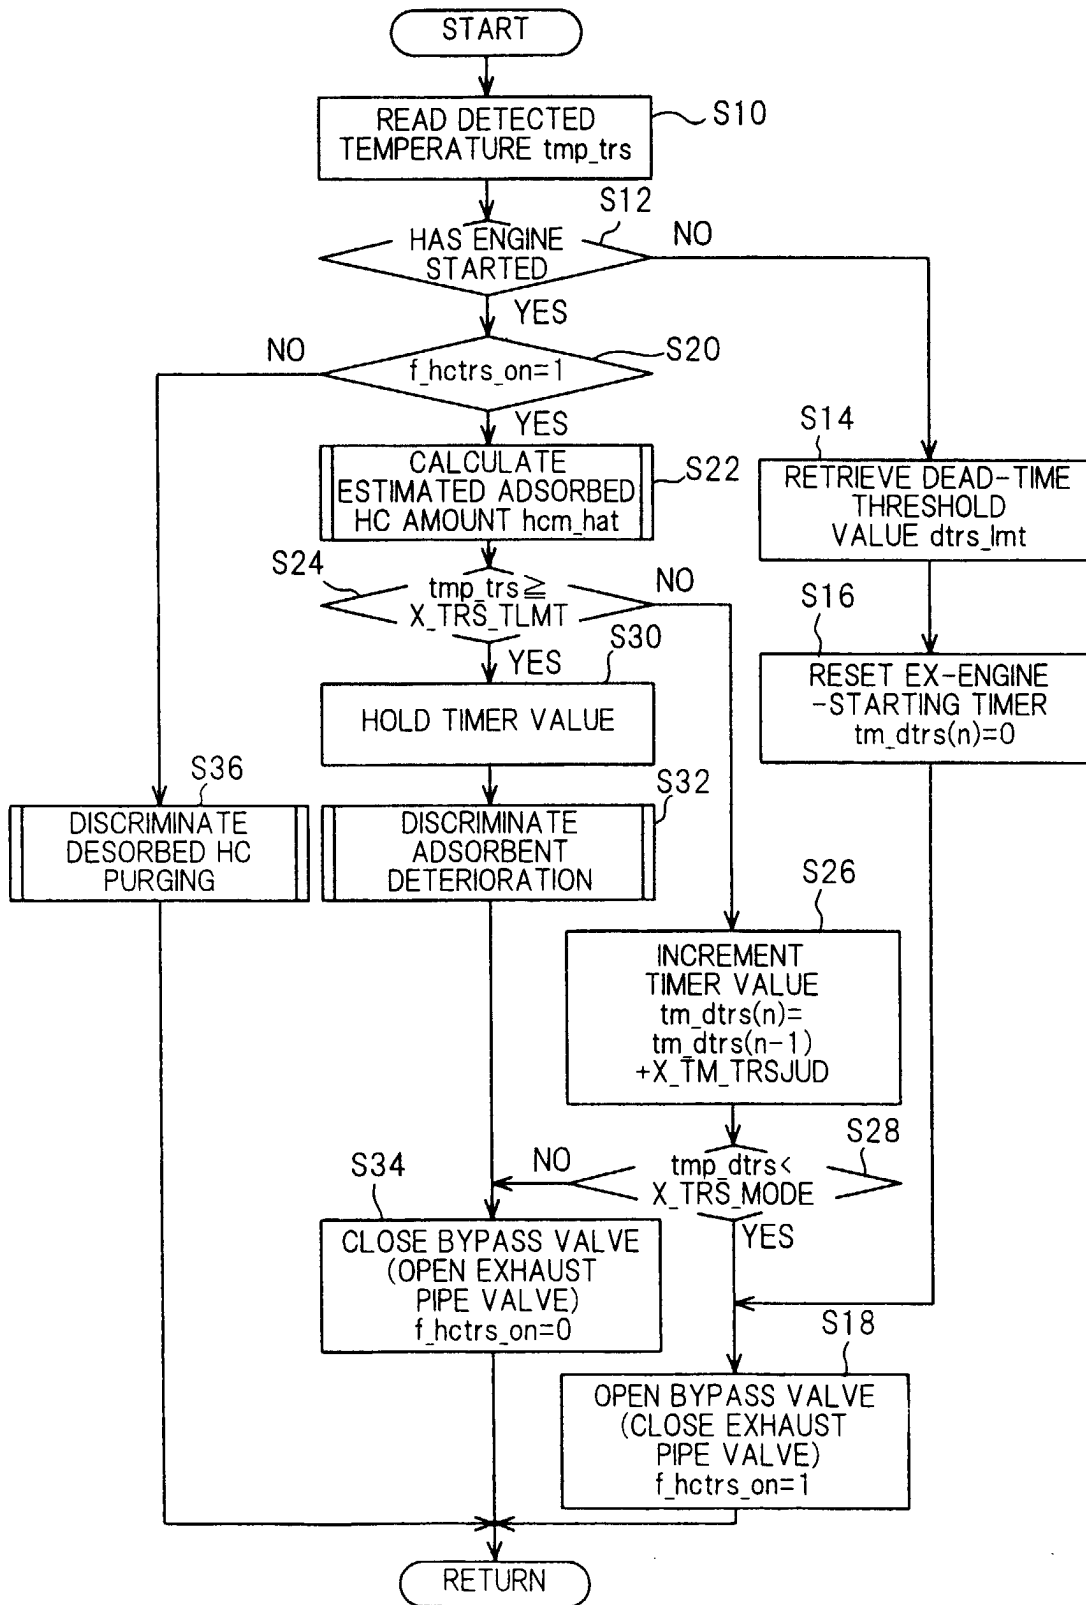 START
S10
READ DETECTED
TEMPERATURE tmp_trs
S12
HAS ENGINE
STARTED
NO
YES
S20
NO
f_hctrs_on=1
YES
S14
CALCULATE
ESTIMATED ADSORBED
HC AMOUNT hcm_hat
S22
RETRIEVE DEAD-TIME
THRESHOLD
VALUE dtrs_lmt
S24
tmp_trs≧
X_TRS_TLMT
NO
YES
S16
S30
HOLD TIMER VALUE
RESET EX-ENGINE
-STARTING TIMER
tm_dtrs(n)=0
S36
S32
DISCRIMINATE
DESORBED HC
PURGING
DISCRIMINATE
ADSORBENT
DETERIORATION
S26
INCREMENT
TIMER VALUE
tm_dtrs(n)=
tm_dtrs(n-1)
+X_TM_TRSJUD
S28
NO
tmp_dtrs<
X_TRS_MODE
YES
S34
CLOSE BYPASS VALVE
(OPEN EXHAUST
PIPE VALVE)
f_hctrs_on=0
S18
OPEN BYPASS VALVE
(CLOSE EXHAUST
PIPE VALVE)
f_hctrs_on=1
RETURN